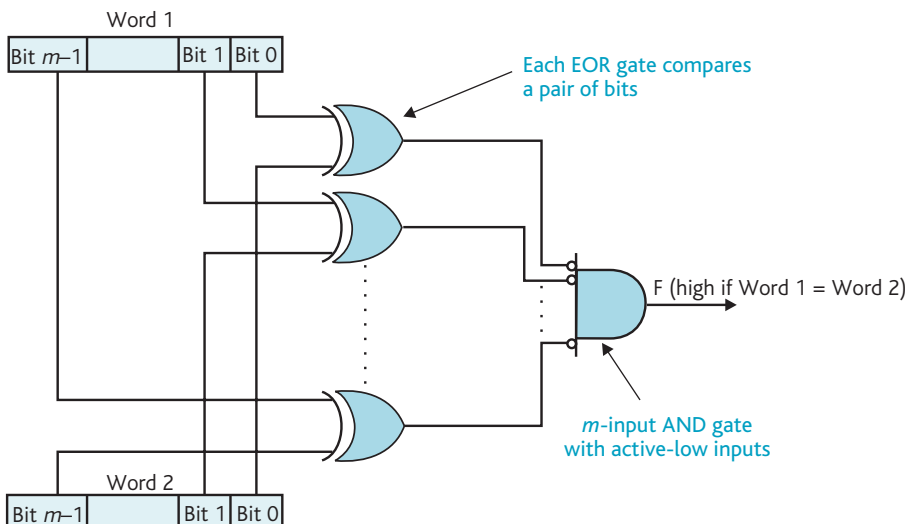 Word 1
Bit m–1 Bit 1 Bit 0
Each EOR gate compares
a pair of bits
F (high if Word 1 = Word 2)
m-input AND gate
with active-low inputs
Word 2
Bit m–1 Bit 1 Bit 0